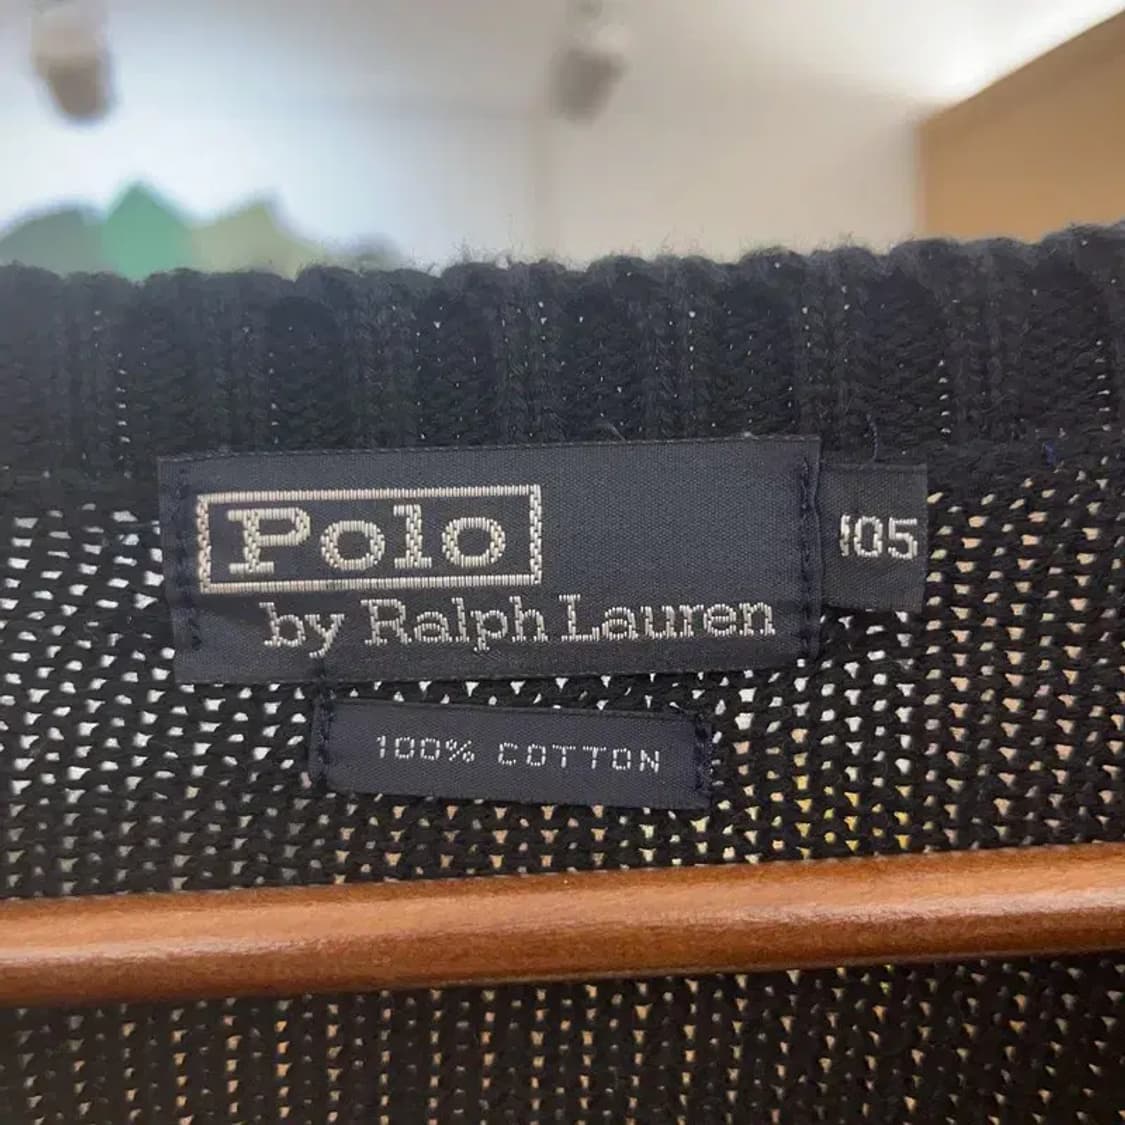 Polo
by Ralph Lauren
105
100% COTTON